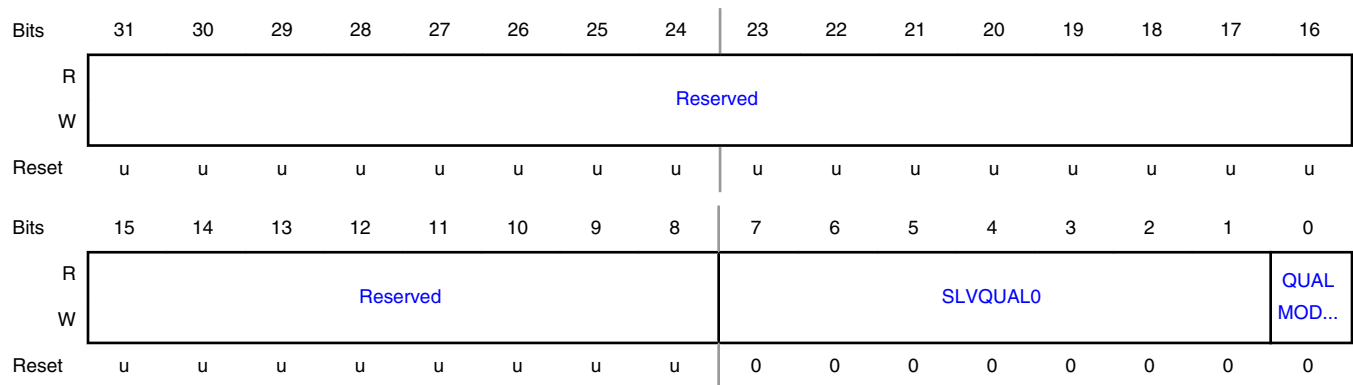 Bits 31 30 29 28 27 26 25 24 23 22 21 20 19 18 17 16
R
Reserved
W
Reset u u u u u u u u u u u u u u u u
Bits 15 14 13 12 11 10 9 8 7 6 5 4 3 2 1 0
R
Reserved SLVQUAL0 QUAL
MOD...
W
Reset u u u u u u u u 0 0 0 0 0 0 0 0